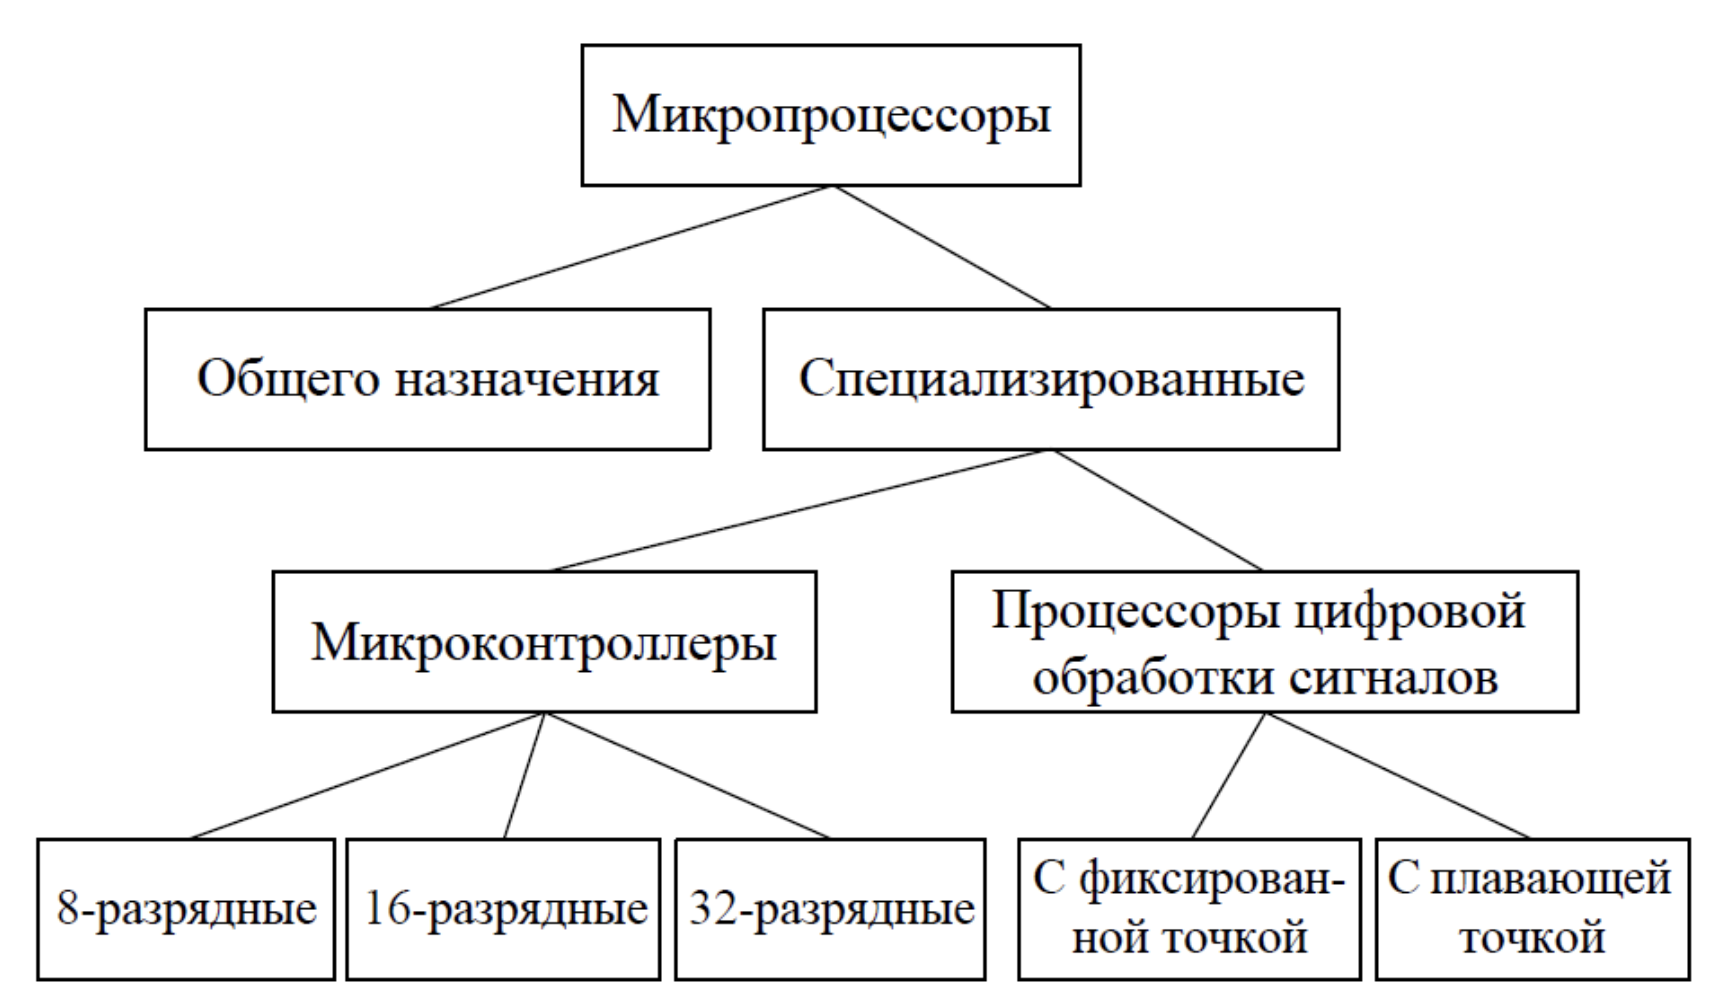 Микропроцессоры
Общего назначения
Специализированные
Микроконтроллеры
Процессоры цифровой
обработки сигналов
8-разрядные
16-разрядные
32-разрядные
С фиксирован-
ной точкой
С плавающей
точкой